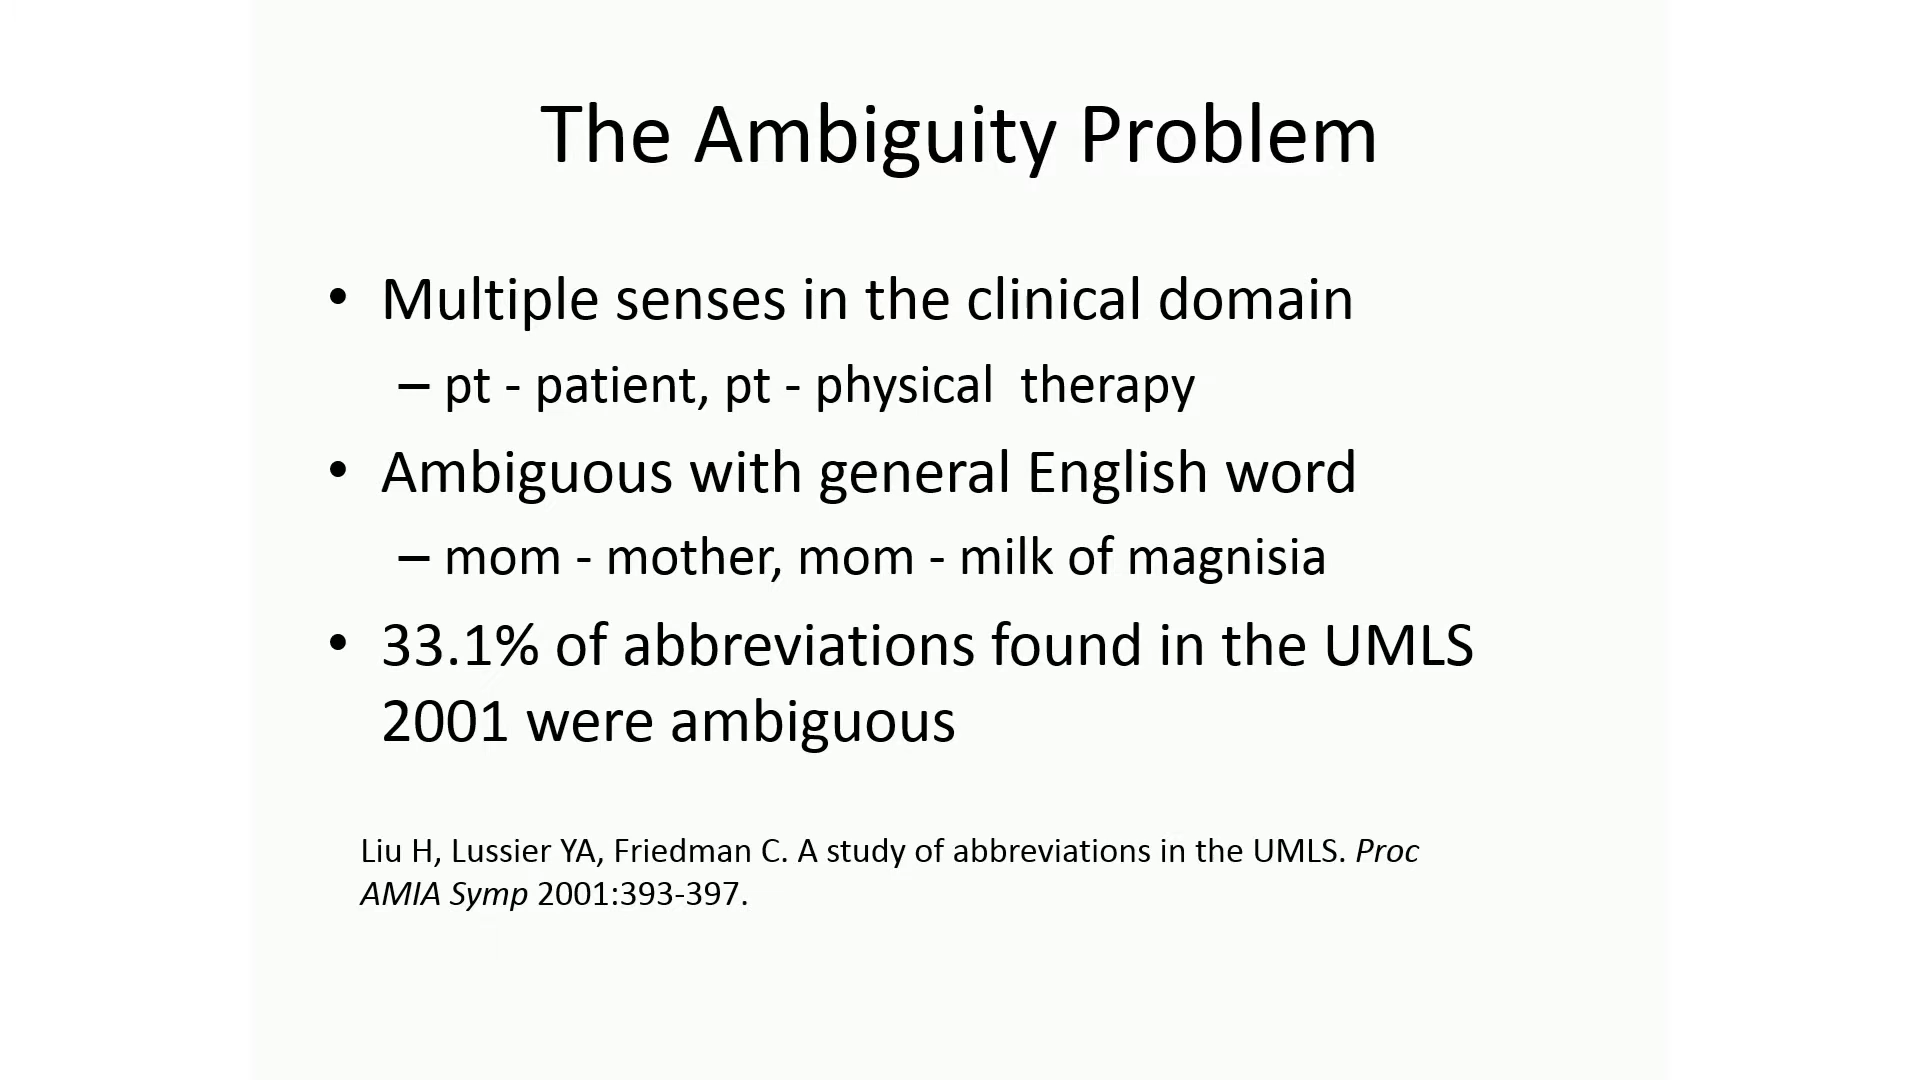 The Ambiguity Problem
• Multiple senses in the clinical domain
– pt - patient, pt - physical  therapy
• Ambiguous with general English word
– mom - mother, mom - milk of magnisia
• 33.1% of abbreviations found in the UMLS
2001 were ambiguous
Liu H, Lussier YA, Friedman C. A study of abbreviations in the UMLS. Proc
AMIA Symp 2001:393-397.